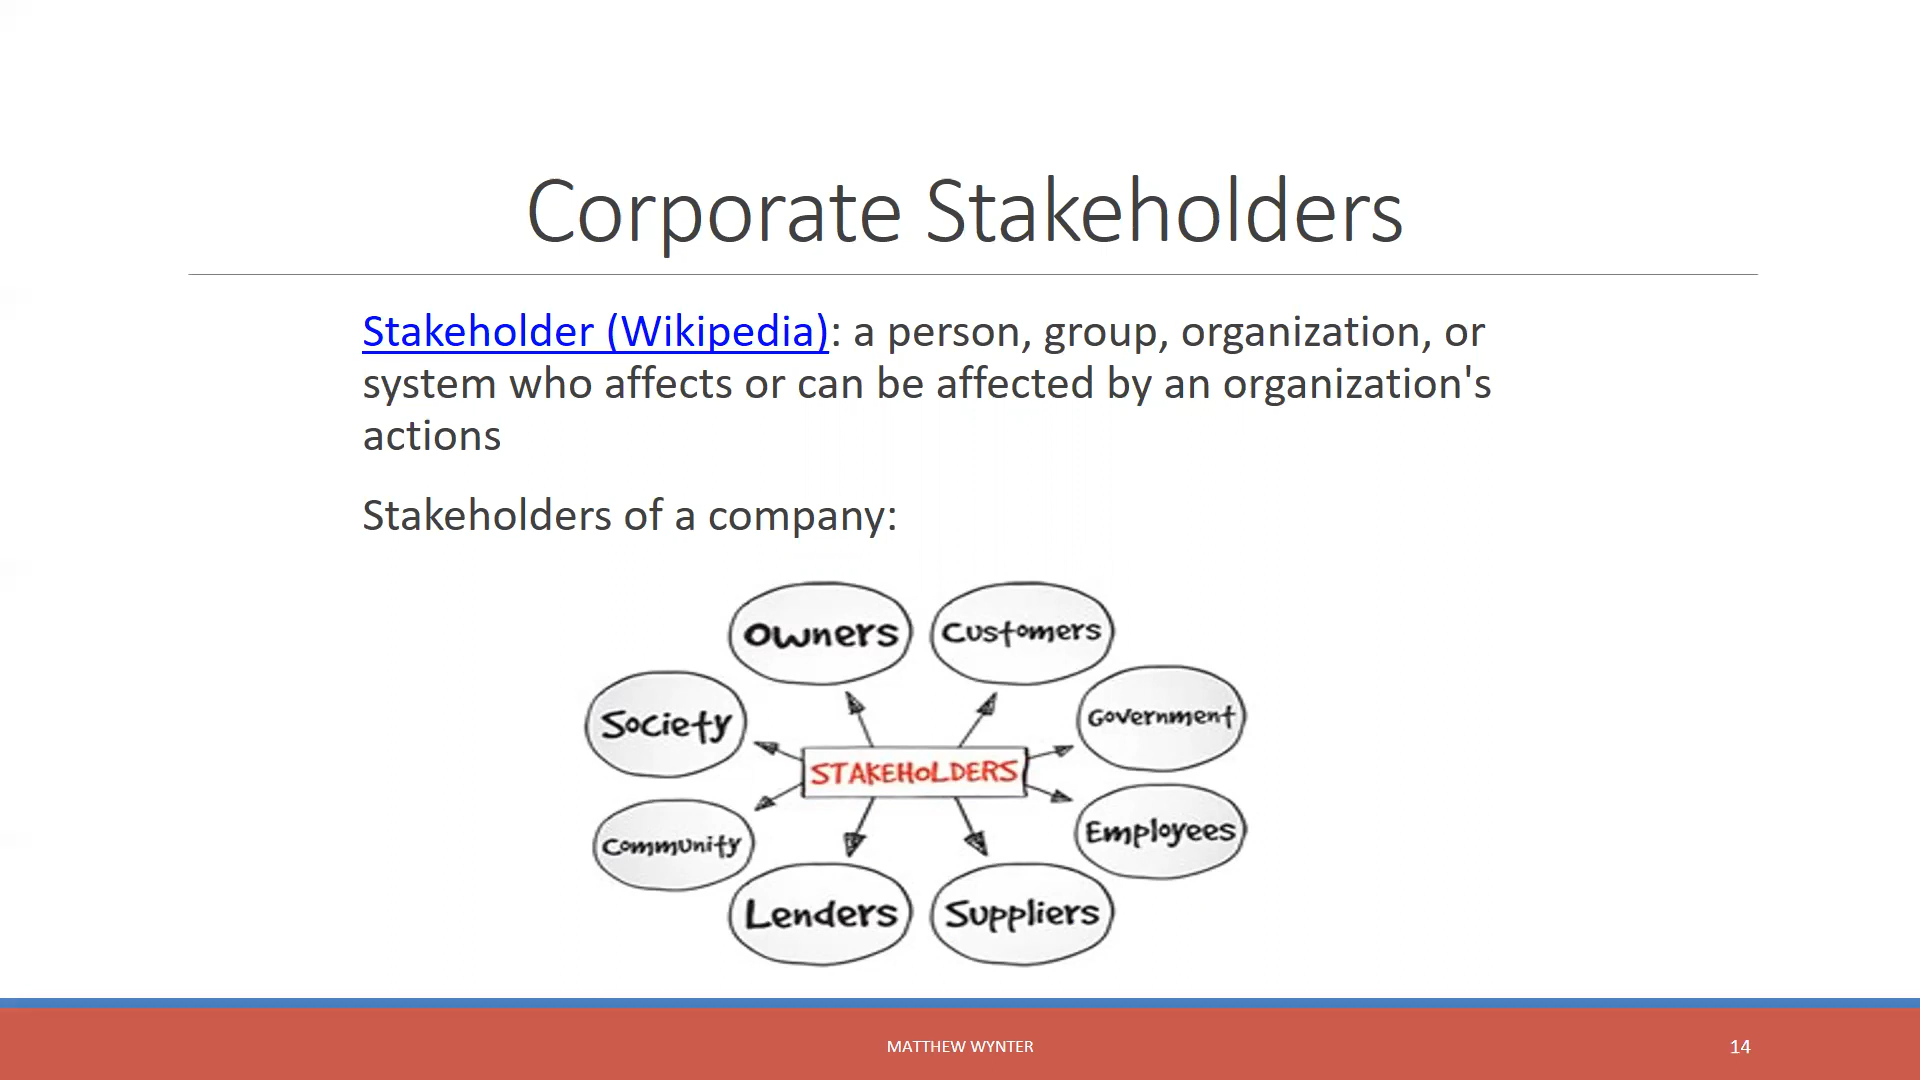 Corporate Stakeholders
Stakeholder (Wikipedia): a person, group, organization, or
system who affects or can be affected by an organization's
actions
Stakeholders of a company:
Owners
Customers
Society
Government
STAKEHOLDERS
Community
Employees
Lenders
Suppliers
MATTHEW WYNTER
14